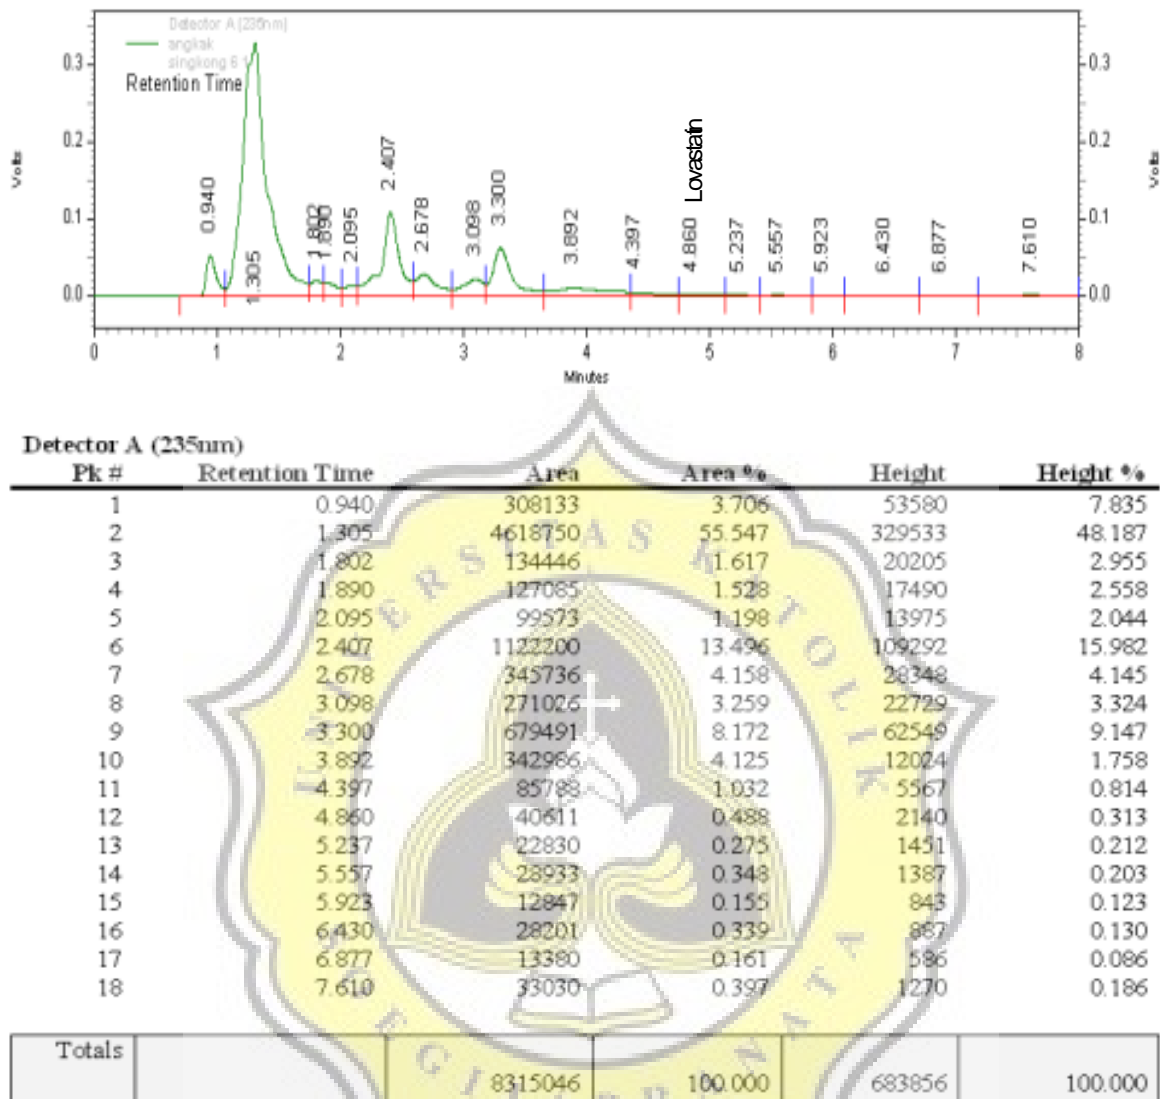 Detector A (235nm)
angkak
singkong 6 1
Retention Time
Volts
Volts
0.3
0.2
0.1
0.0
0.3
0.2
0.1
0.0
0.940
1.305
1.802
1.890
2.095
2.407
2.678
3.098
3.300
3.892
4.397
4.860
Lovastatin
5.237
5.557
5.923
6.430
6.877
7.610
0 1 2 3 4 5 6 7 8
Minutes
Detector A (235nm)
Pk # Retention Time Area Area % Height Height %
1 0.940 308133 3.706 53580 7.835
2 1.305 4618750 55.547 329533 48.187
3 1.802 134446 1.617 20205 2.955
4 1.890 127085 1.528 17490 2.558
5 2.095 99573 1.198 13975 2.044
6 2.407 1122200 13.496 109292 15.982
7 2.678 345736 4.158 28348 4.145
8 3.098 271026 3.259 22729 3.324
9 3.300 679491 8.172 62549 9.147
10 3.892 342966 4.125 12024 1.758
11 4.397 85788 1.032 5567 0.814
12 4.860 40611 0.488 2140 0.313
13 5.237 22830 0.275 1451 0.212
14 5.557 28933 0.348 1387 0.203
15 5.923 12847 0.155 843 0.123
16 6.430 28201 0.339 887 0.130
17 6.877 13380 0.161 586 0.086
18 7.610 33030 0.397 1270 0.186
Totals
8315046 100.000 683856 100.000
UNIVERSITAS KATOLIK